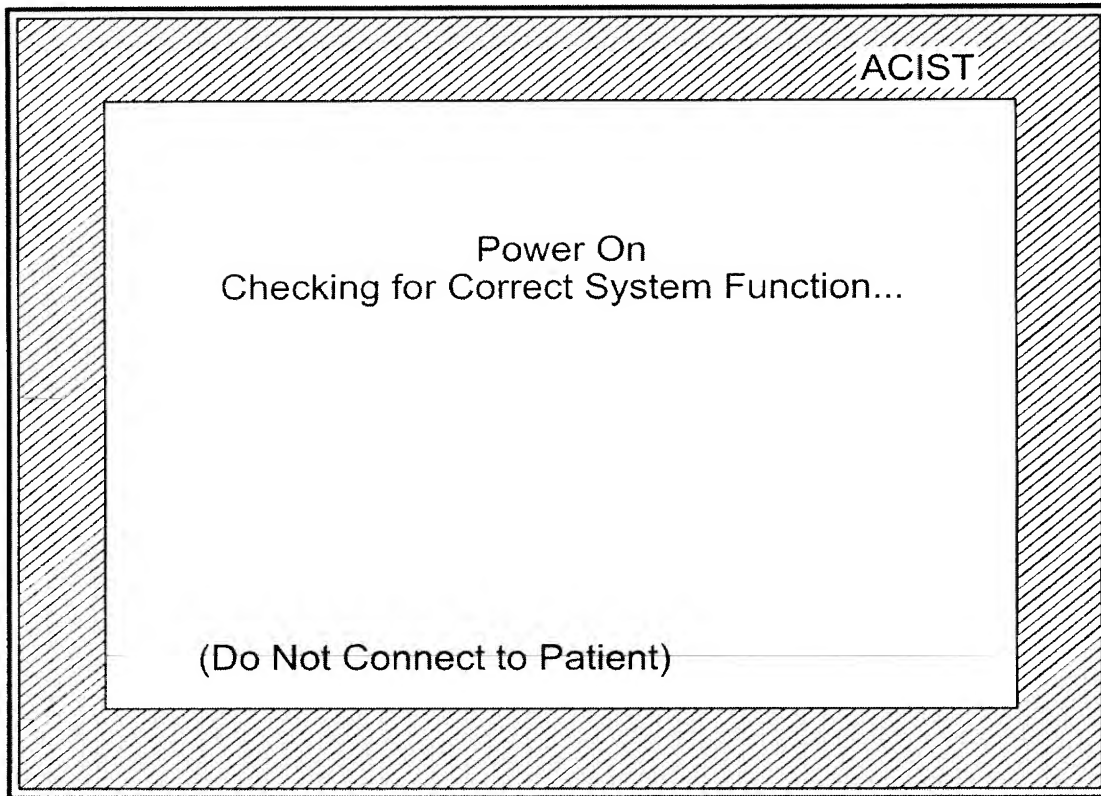 ACIST
Power On
Checking for Correct System Function...
(Do Not Connect to Patient)